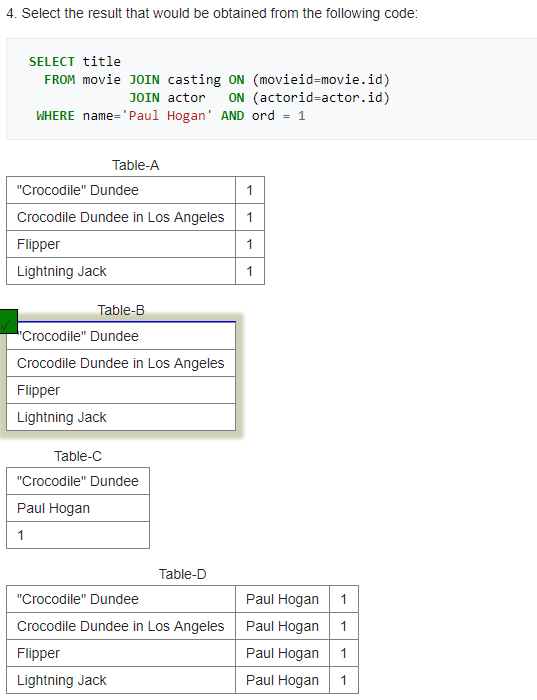 4. Select the result that would be obtained from the following code:
SELECT title
FROM movie JOIN casting ON (movieid=movie.id)
JOIN actor ON (actorid=actor.id)
WHERE name='Paul Hogan' AND ord = 1
Table-A
"Crocodile" Dundee 1
Crocodile Dundee in Los Angeles 1
Flipper 1
Lightning Jack 1
Table-B
"Crocodile" Dundee
Crocodile Dundee in Los Angeles
Flipper
Lightning Jack
Table-C
"Crocodile" Dundee
Paul Hogan
1
Table-D
"Crocodile" Dundee Paul Hogan 1
Crocodile Dundee in Los Angeles Paul Hogan 1
Flipper Paul Hogan 1
Lightning Jack Paul Hogan 1